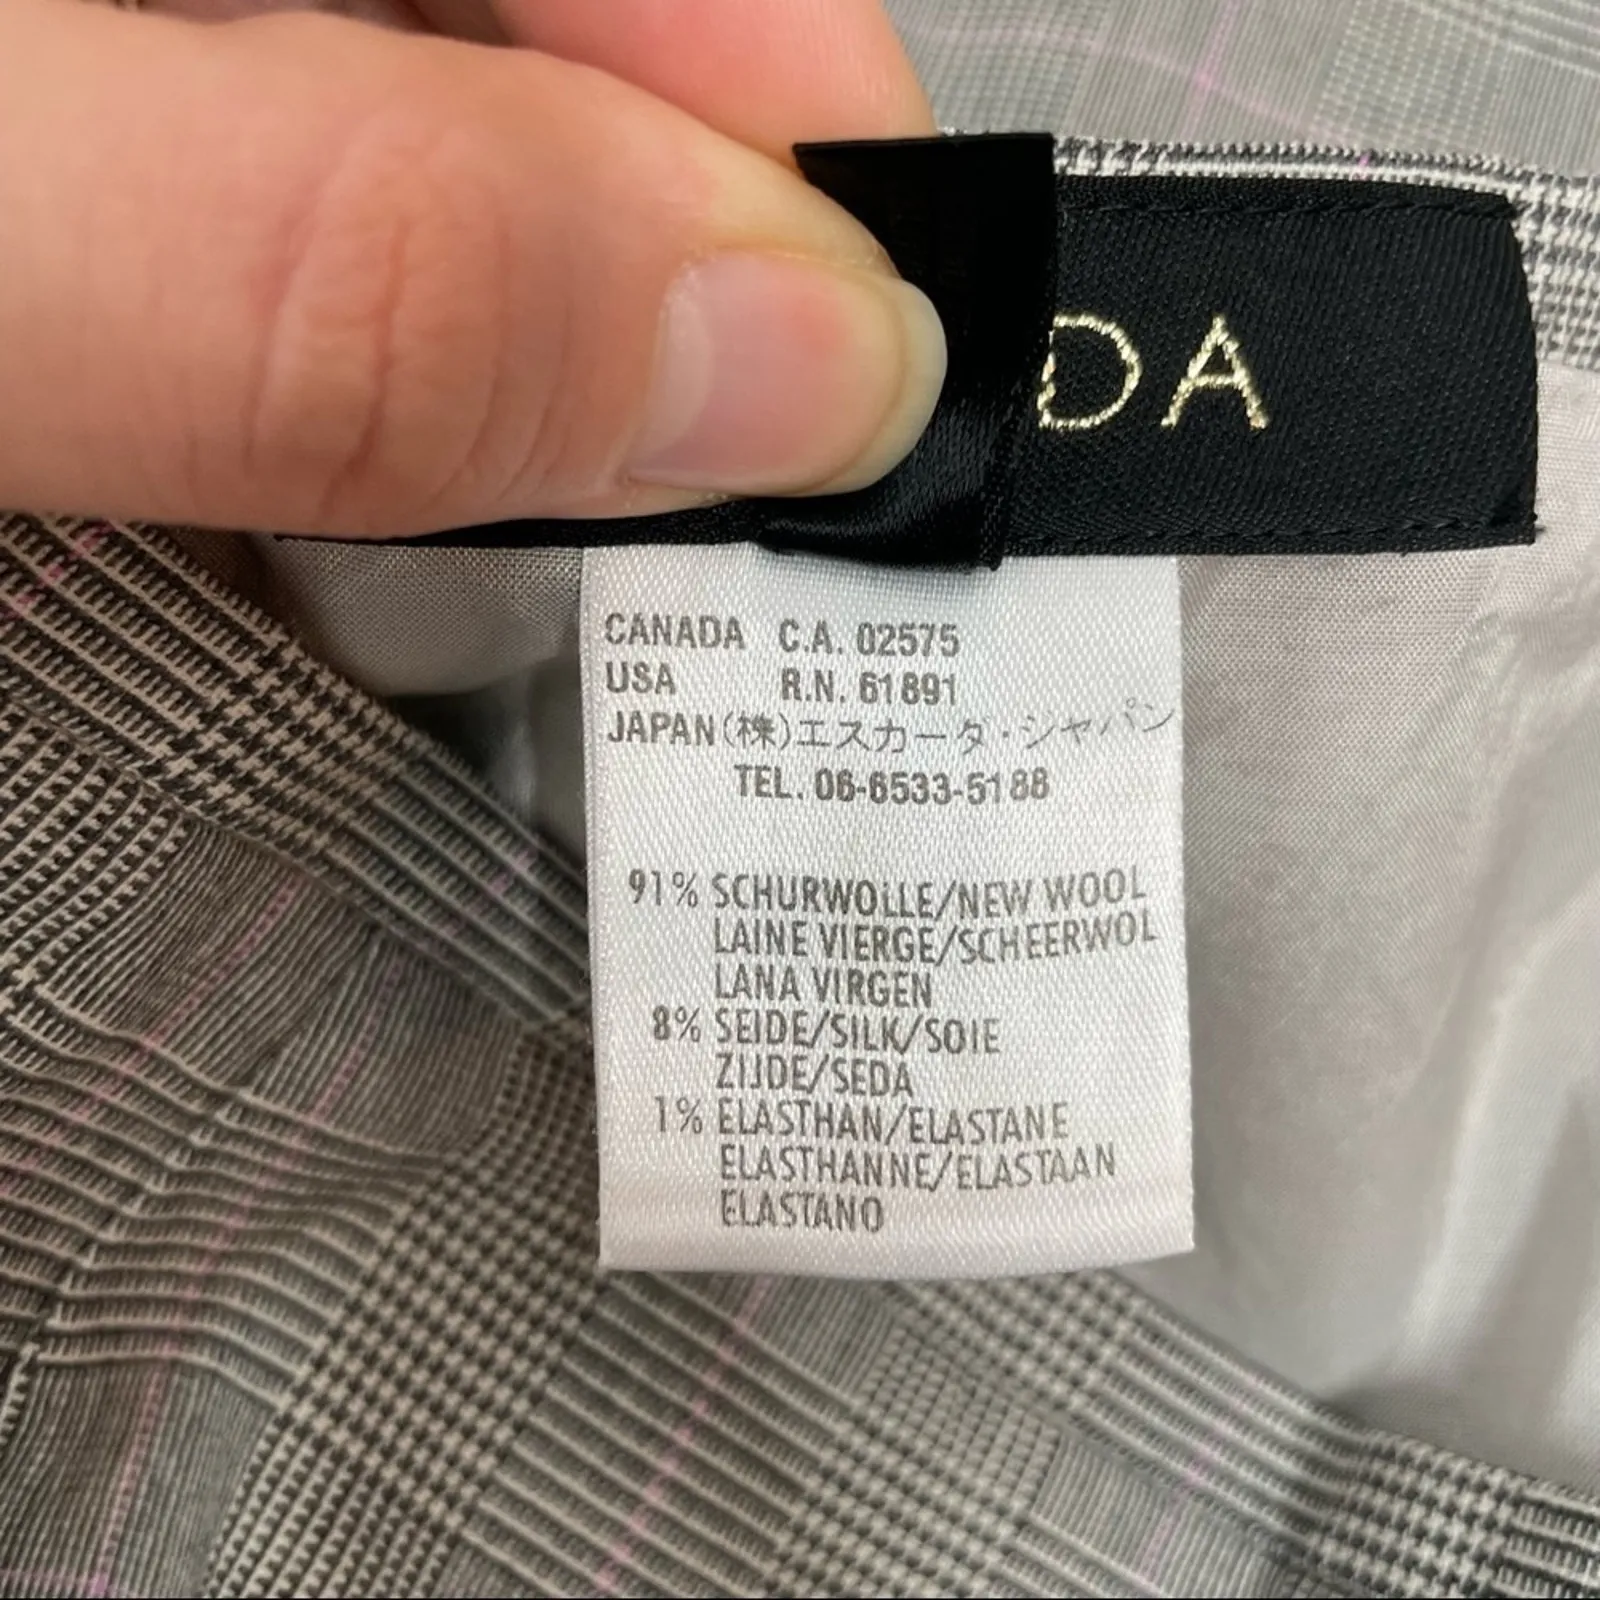 DA
CANADA C.A. 02575
USA R.N. 61891
JAPAN(株)エスカータ・ジャパン
TEL. 06-6533-5188
91% SCHURWOLLE/NEW WOOL
LAINE VIERGE/SCHEERWOL
LANA VIRGEN
8% SEIDE/SILK/SOIE
ZIJDE/SEDA
1% ELASTHAN/ELASTANE
ELASTHANNE/ELASTAAN
ELASTANO